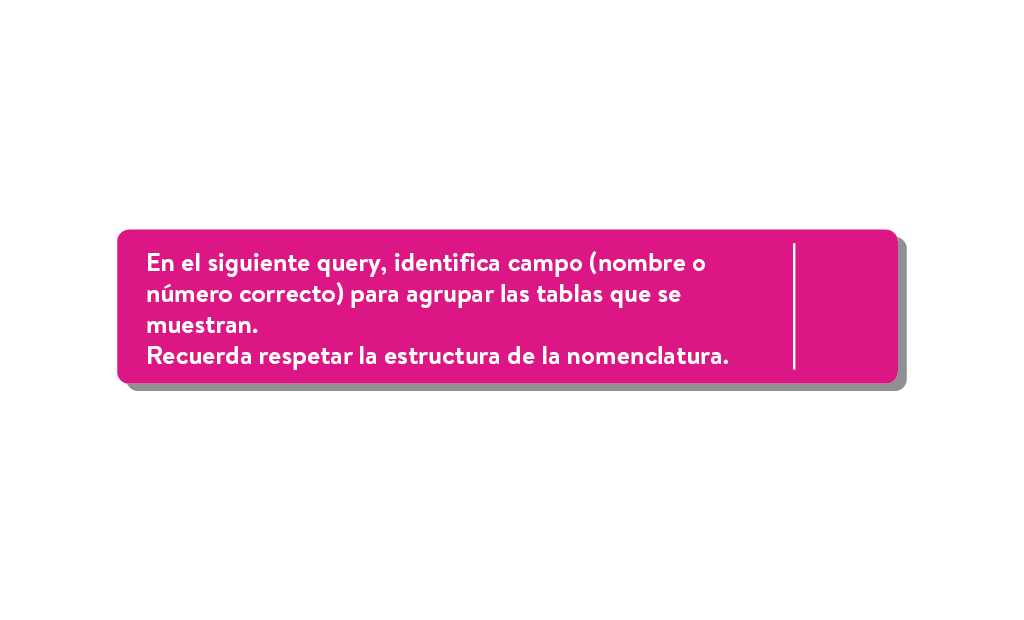 En el siguiente query, identifica campo (nombre o
número correcto) para agrupar las tablas que se
muestran.
Recuerda respetar la estructura de la nomenclatura.